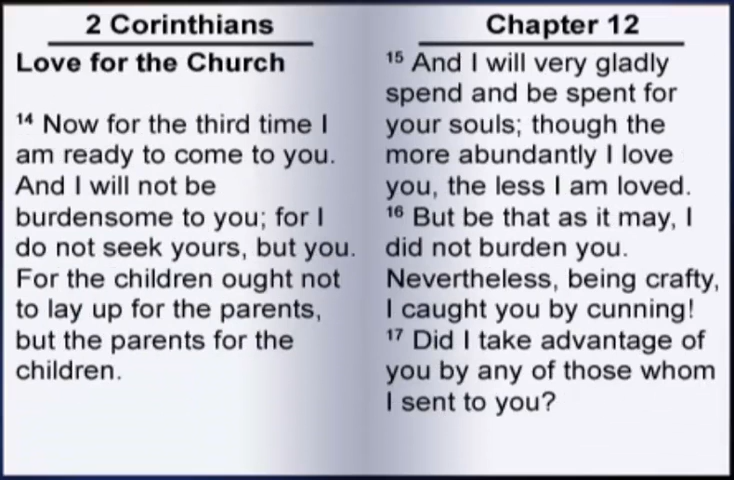 2 Corinthians
Love for the Church
¹⁴ Now for the third time I
am ready to come to you.
And I will not be
burdensome to you; for I
do not seek yours, but you.
For the children ought not
to lay up for the parents,
but the parents for the
children.
Chapter 12
¹⁵ And I will very gladly
spend and be spent for
your souls; though the
more abundantly I love
you, the less I am loved.
¹⁶ But be that as it may, I
did not burden you.
Nevertheless, being crafty,
I caught you by cunning!
¹⁷ Did I take advantage of
you by any of those whom
I sent to you?